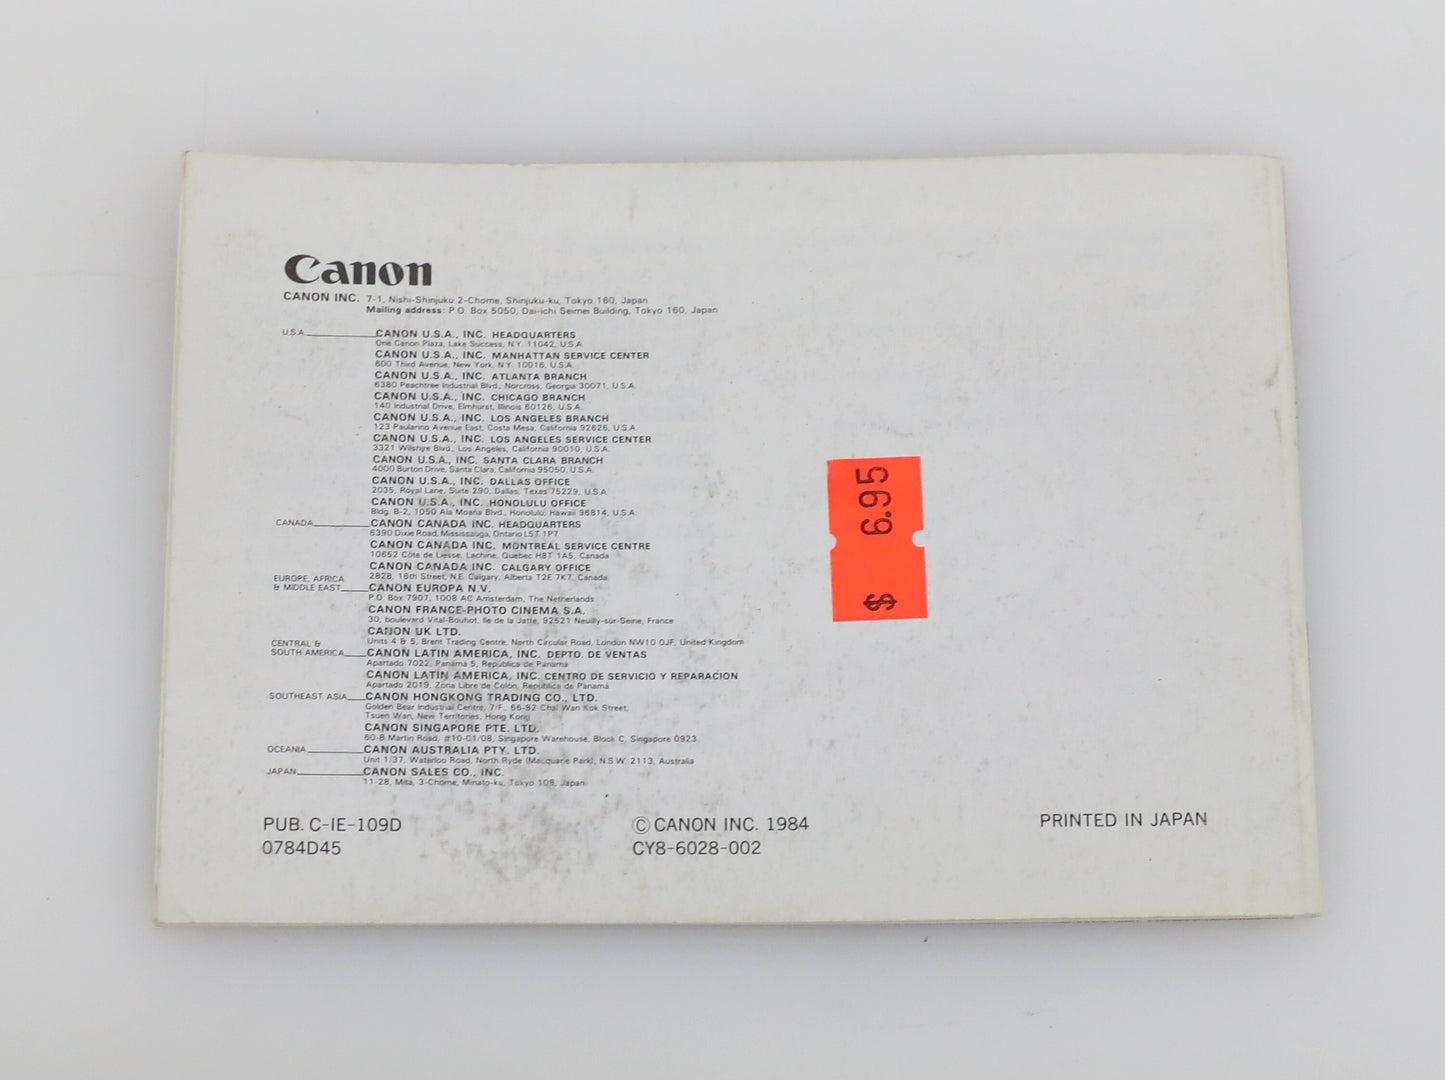 Canon
CANON INC. 7-1, Nishi-Shinjuku 2-Chome, Shinjuku-ku, Tokyo 160, Japan
Mailing address: P.O. Box 5050, Dai-ichi Seimei Building, Tokyo 160, Japan
U.S.A. CANON U.S.A., INC. HEADQUARTERS
One Canon Plaza, Lake Success, N.Y. 11042, U.S.A.
CANON U.S.A., INC. MANHATTAN SERVICE CENTER
600 Third Avenue, New York, N.Y. 10016, U.S.A.
CANON U.S.A., INC. ATLANTA BRANCH
6380 Peachtree Industrial Blvd., Norcross, Georgia 30071, U.S.A.
CANON U.S.A., INC. CHICAGO BRANCH
140 Industrial Drive, Elmhurst, Illinois 60126, U.S.A.
CANON U.S.A., INC. LOS ANGELES BRANCH
123 Paularino Avenue East, Costa Mesa, California 92626, U.S.A.
CANON U.S.A., INC. LOS ANGELES SERVICE CENTER
3321 Wilshire Blvd., Los Angeles, California 90010, U.S.A.
CANON U.S.A., INC. SANTA CLARA BRANCH
4000 Burton Drive, Santa Clara, California 95050, U.S.A.
CANON U.S.A., INC. DALLAS OFFICE
2035, Royal Lane, Suite 290, Dallas, Texas 75229, U.S.A.
CANON U.S.A., INC. HONOLULU OFFICE
Bldg. B-2, 1050 Ala Moana Blvd., Honolulu, Hawaii 96814, U.S.A.
CANADA CANON CANADA INC. HEADQUARTERS
6390 Dixie Road, Mississauga, Ontario L5T 1P7
CANON CANADA INC. MONTREAL SERVICE CENTRE
10652 Côte de Liesse, Lachine, Quebec H8T 1A5, Canada
CANON CANADA INC. CALGARY OFFICE
2828, 16th Street, N.E. Calgary, Alberta T2E 7K7, Canada
EUROPE, AFRICA
& MIDDLE EAST CANON EUROPA N.V.
P.O. Box 7907, 1008 AC Amsterdam, The Netherlands
CANON FRANCE-PHOTO CINEMA S.A.
30, boulevard Vital-Bouhot, Ile de la Jatte, 92521 Neuilly-sur-Seine, France
CANON UK LTD.
Units 4 & 5, Brent Trading Centre, North Circular Road, London NW10 0JF, United Kingdom
CENTRAL &
SOUTH AMERICA CANON LATIN AMERICA, INC. DEPTO. DE VENTAS
Apartado 7022, Panamá 5, República de Panamá
CANON LATIN AMERICA, INC. CENTRO DE SERVICIO Y REPARACION
Apartado 2019, Zona Libre de Colón, República de Panamá
SOUTHEAST ASIA CANON HONGKONG TRADING CO., LTD.
Golden Bear Industrial Centre, 7/F., 66-82 Chai Wan Kok Street,
Tsuen Wan, New Territories, Hong Kong
CANON SINGAPORE PTE. LTD.
60-B Martin Road, #10-01/08, Singapore Warehouse, Block C, Singapore 0923
OCEANIA CANON AUSTRALIA PTY. LTD.
Unit 1/37, Waterloo Road, North Ryde (Macquarie Park), N.S.W. 2113, Australia
JAPAN CANON SALES CO., INC.
11-28, Mita, 3-Chome, Minato-ku, Tokyo 108, Japan
$ 6.95
PUB. C-IE-109D
0784D45
© CANON INC. 1984
CY8-6028-002
PRINTED IN JAPAN